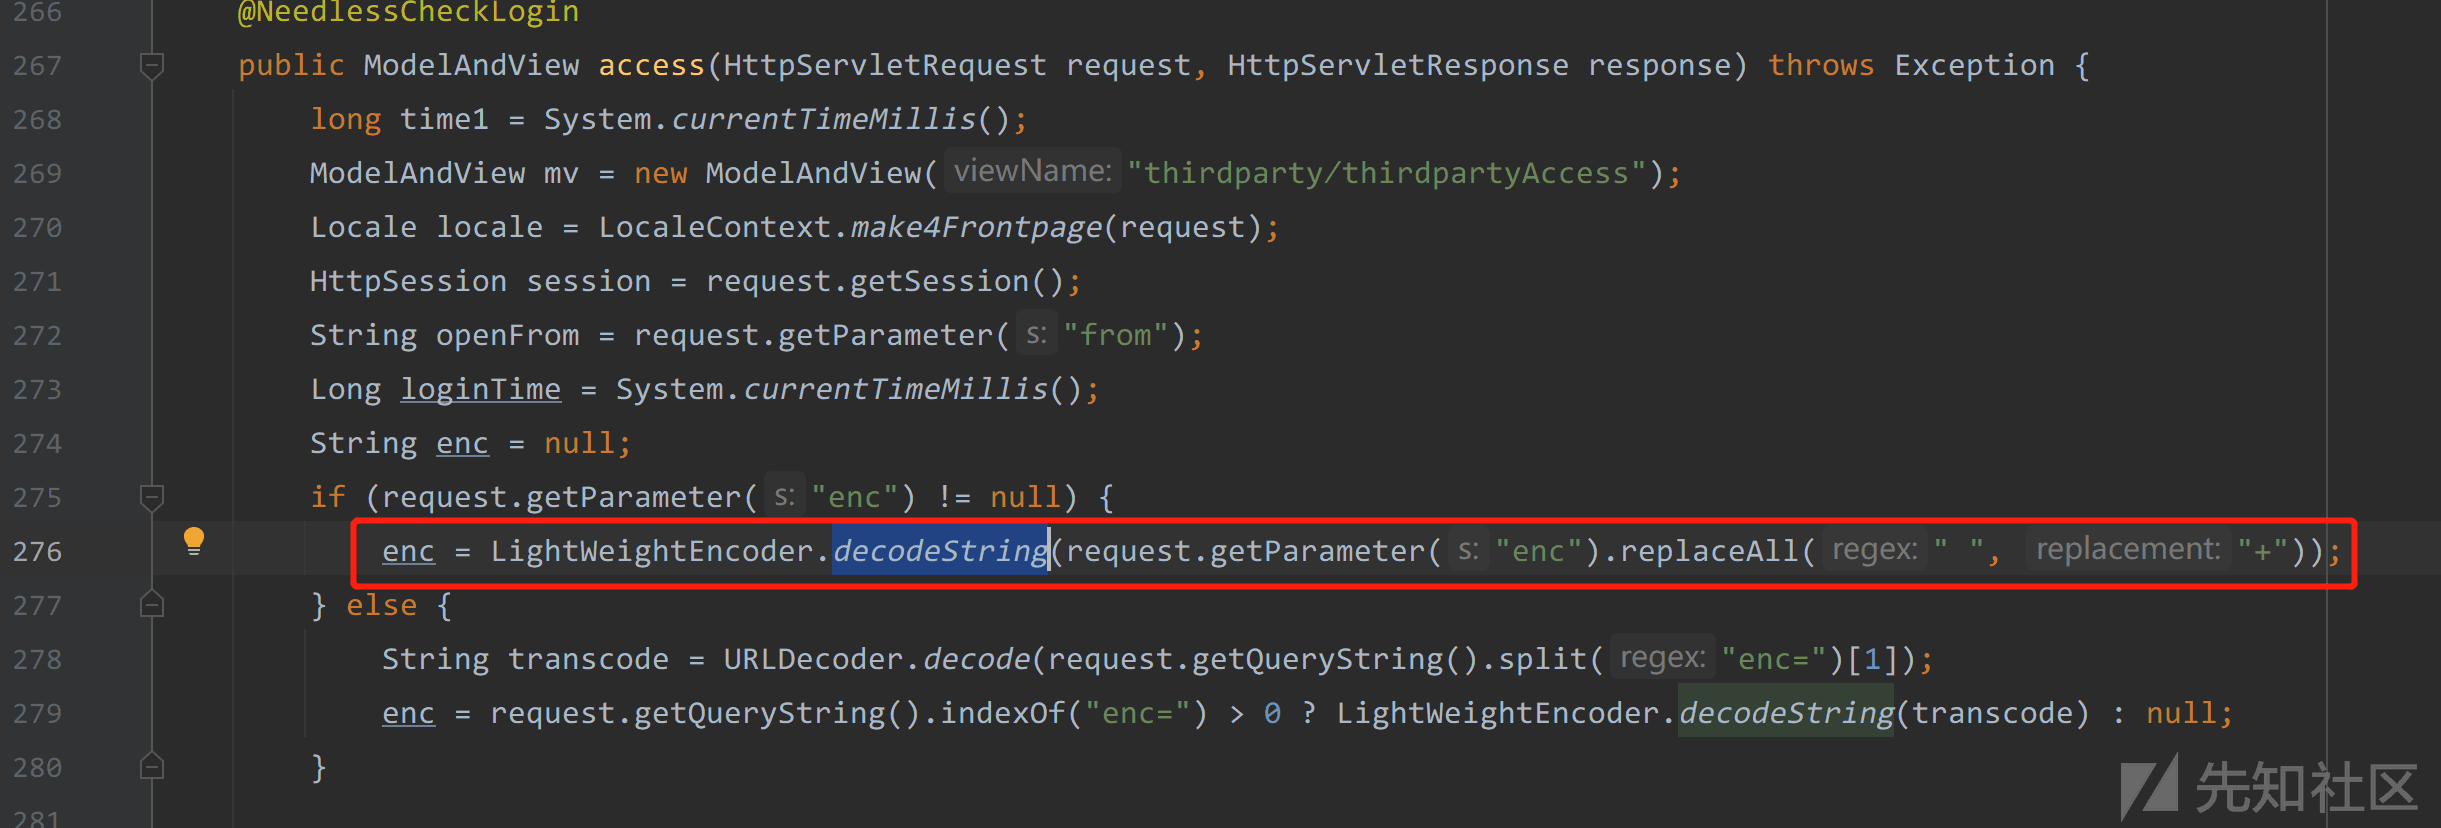 266 @NeedlessCheckLogin
267 public ModelAndView access(HttpServletRequest request, HttpServletResponse response) throws Exception {
268 long time1 = System.currentTimeMillis();
269 ModelAndView mv = new ModelAndView( viewName: "thirdparty/thirdpartyAccess");
270 Locale locale = LocaleContext.make4Frontpage(request);
271 HttpSession session = request.getSession();
272 String openFrom = request.getParameter( s: "from");
273 Long loginTime = System.currentTimeMillis();
274 String enc = null;
275 if (request.getParameter( s: "enc") != null) {
276 enc = LightWeightEncoder.decodeString(request.getParameter( s: "enc").replaceAll( regex: " ", replacement: "+"));
277 } else {
278 String transcode = URLDecoder.decode(request.getQueryString().split( regex: "enc=")[1]);
279 enc = request.getQueryString().indexOf("enc=") > 0 ? LightWeightEncoder.decodeString(transcode) : null;
280 }
281
先知社区